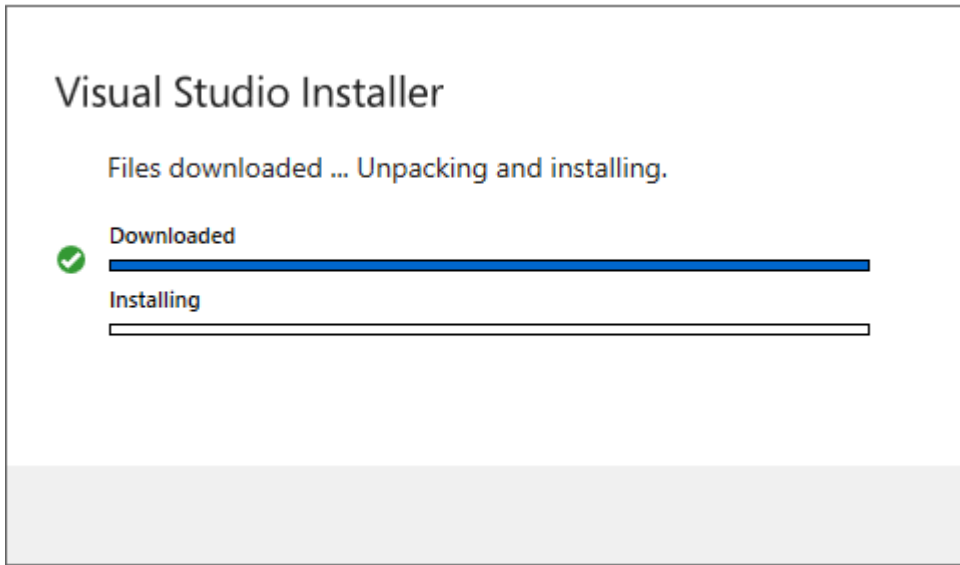 Visual Studio Installer
Files downloaded ... Unpacking and installing.
Downloaded
Installing